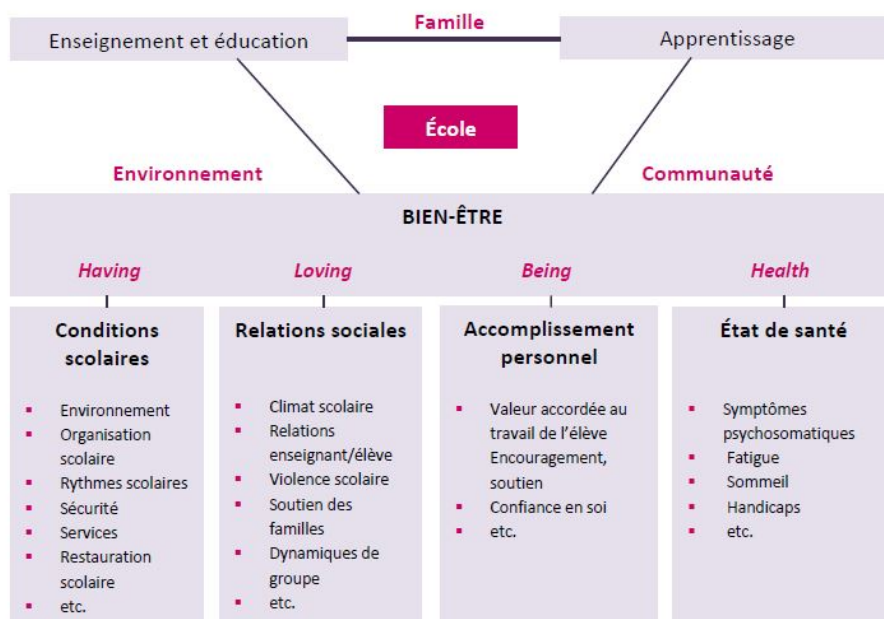 Famille
Enseignement et éducation
Apprentissage
École
Environnement
Communauté
BIEN-ÊTRE
Having
Loving
Being
Health
Conditions
scolaires
Environnement
Organisation
scolaire
Rythmes scolaires
Sécurité
Services
Restauration
scolaire
etc.
Relations sociales
Climat scolaire
Relations
enseignant/élève
Violence scolaire
Soutien des
familles
Dynamiques de
groupe
etc.
Accomplissement
personnel
Valeur accordée au
travail de l'élève
Encouragement,
soutien
Confiance en soi
etc.
État de santé
Symptômes
psychosomatiques
Fatigue
Sommeil
Handicaps
etc.